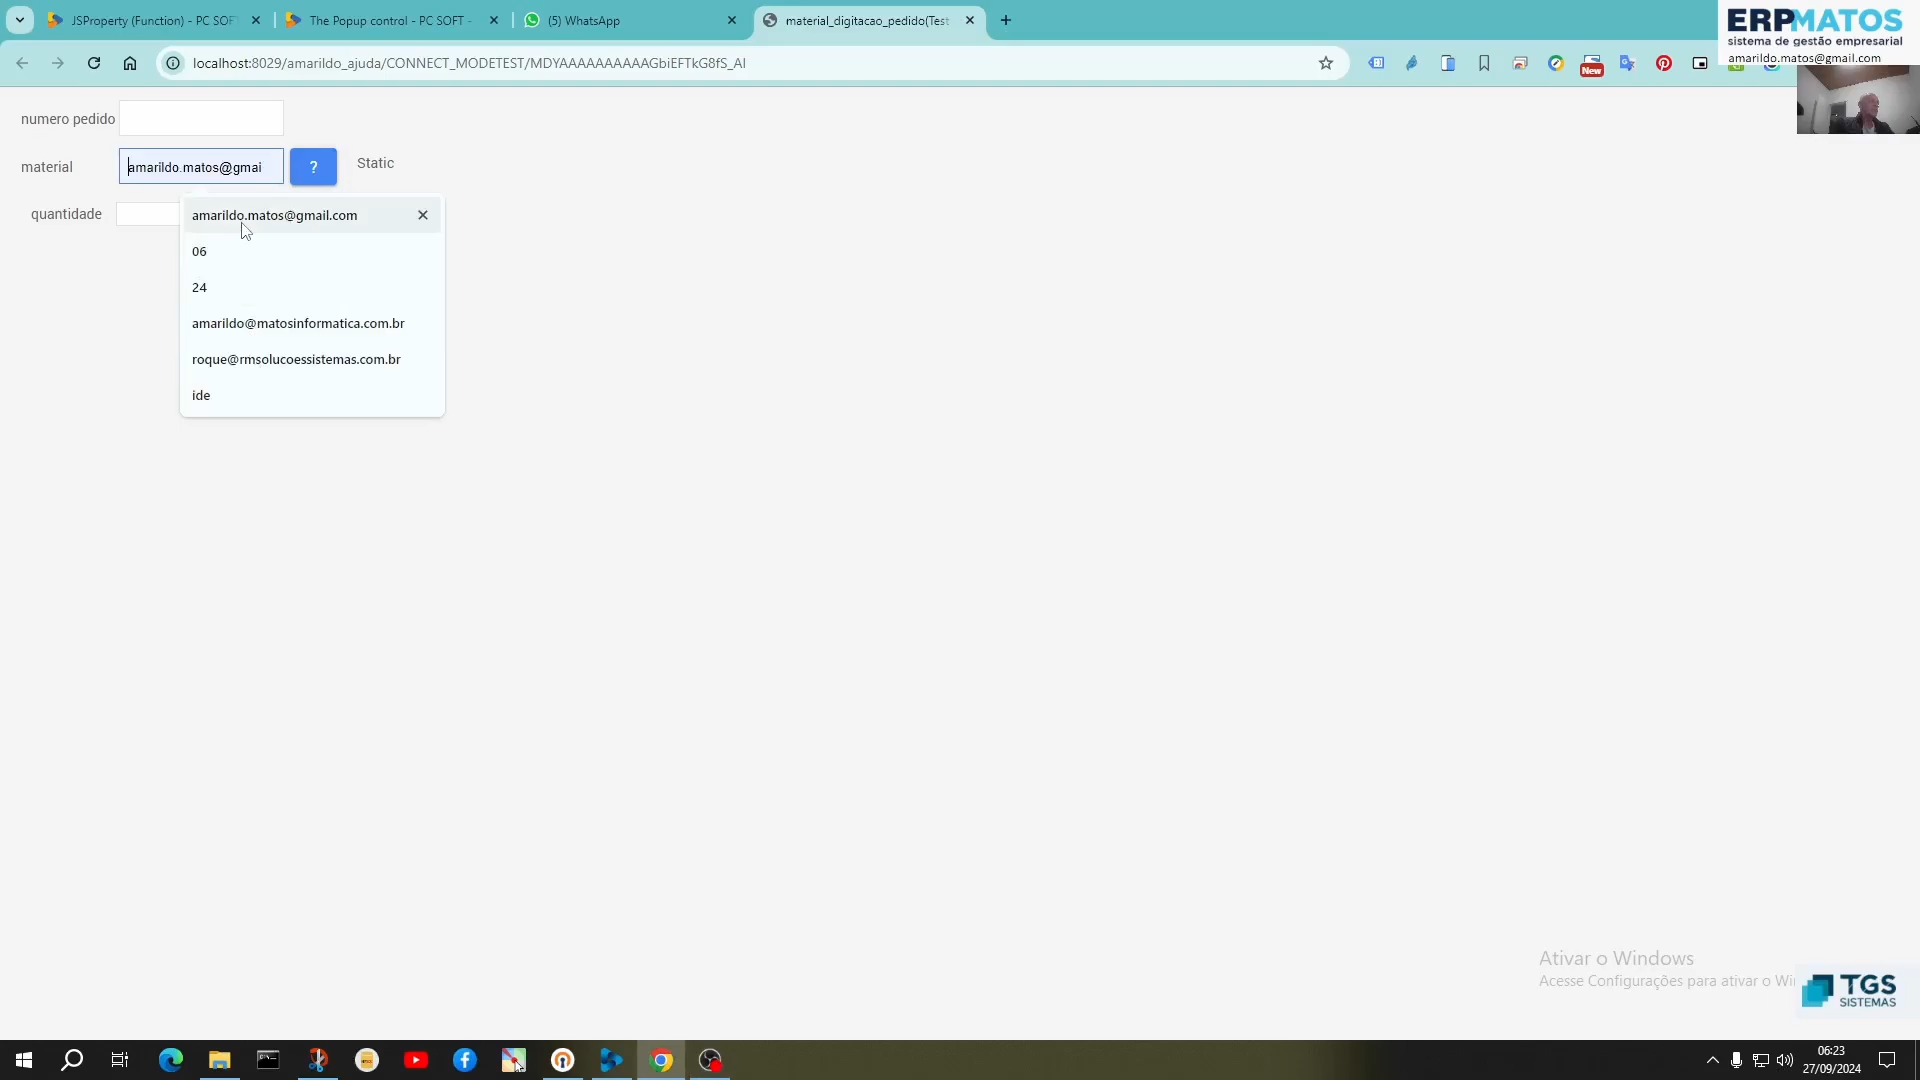 JSProperty (Function) - PC SOF
The Popup control - PC SOFT -
(5) WhatsApp
material_digitacao_pedido(Test
localhost:8029/amarildo_ajuda/CONNECT_MODETEST/MDYAAAAAAAAAAGbiEFTkG8fS_AI
New
ERPMATOS
sistema de gestão empresarial
amarildo.matos@gmail.com
numero pedido
material
amarildo.matos@gmai
?
Static
quantidade
amarildo.matos@gmail.com
06
24
amarildo@matosinformatica.com.br
roque@rmsolucoessistemas.com.br
ide
Ativar o Windows
Acesse Configurações para ativar o Wi
TGS
SISTEMAS
06:23
27/09/2024